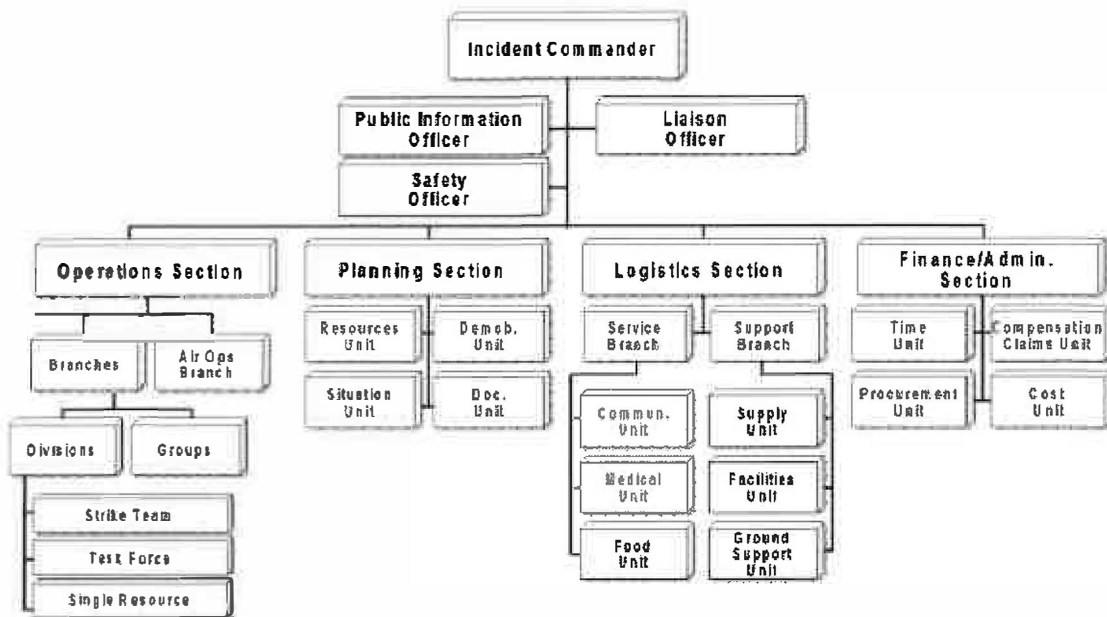 Incident Commander
Public Information
Officer
Liaison
Officer
Safety
Officer
Operations Section
Planning Section
Logistics Section
Finance/Admin.
Section
Branches
Air Ops
Branch
Divisions
Groups
Strike Team
Task Force
Single Resource
Resources
Unit
Demob.
Unit
Situation
Unit
Doc.
Unit
Service
Branch
Support
Branch
Commun.
Unit
Supply
Unit
Medical
Unit
Facilities
Unit
Food
Unit
Ground
Support
Unit
Time
Unit
Compensation
Claims Unit
Procurement
Unit
Cost
Unit